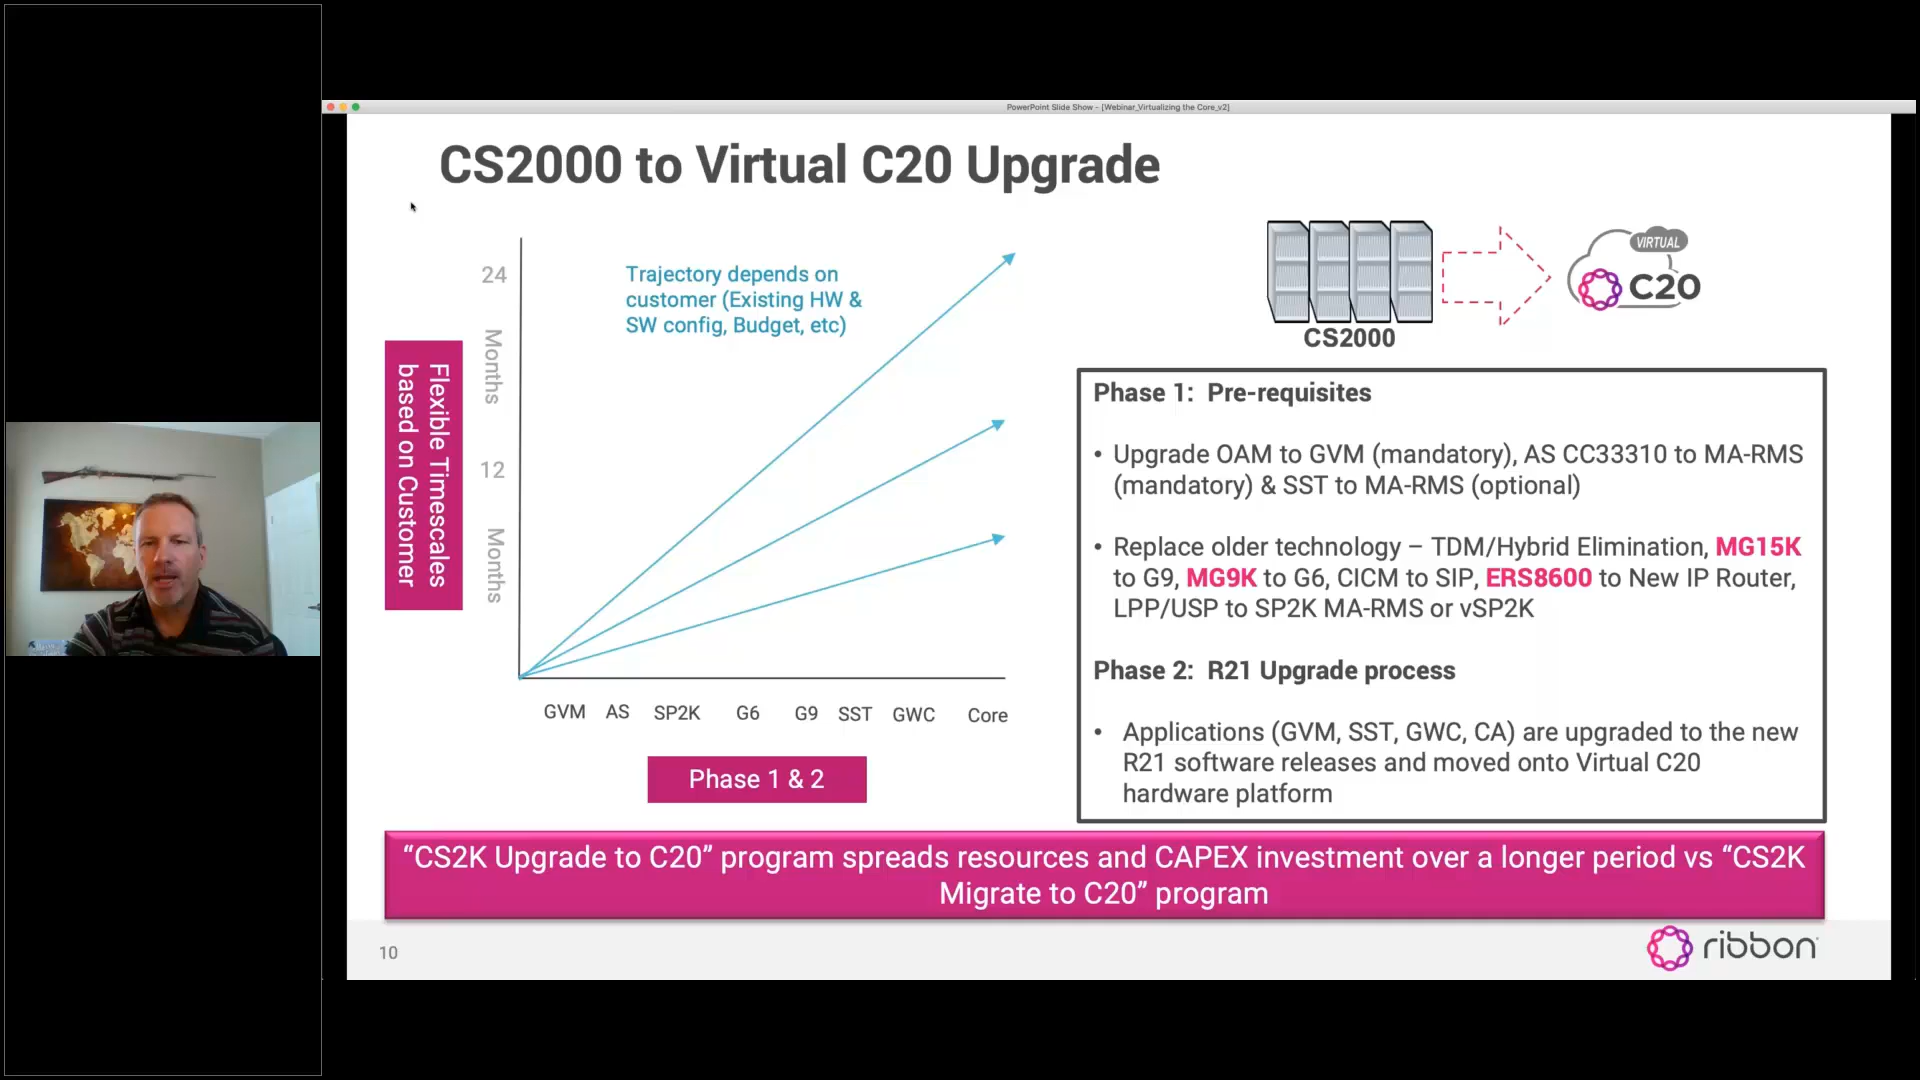 PowerPoint Slide Show - [Webinar_Virtualizing the Core_v2]
CS2000 to Virtual C20 Upgrade
24
Months
12
Months
Flexible Timescales
based on Customer
Trajectory depends on
customer (Existing HW &
SW config, Budget, etc)
GVM AS SP2K G6 G9 SST GWC Core
Phase 1 & 2
CS2000
VIRTUAL
C20
Phase 1: Pre-requisites
• Upgrade OAM to GVM (mandatory), AS CC33310 to MA-RMS
(mandatory) & SST to MA-RMS (optional)
• Replace older technology – TDM/Hybrid Elimination, MG15K
to G9, MG9K to G6, CICM to SIP, ERS8600 to New IP Router,
LPP/USP to SP2K MA-RMS or vSP2K
Phase 2: R21 Upgrade process
• Applications (GVM, SST, GWC, CA) are upgraded to the new
R21 software releases and moved onto Virtual C20
hardware platform
“CS2K Upgrade to C20” program spreads resources and CAPEX investment over a longer period vs “CS2K
Migrate to C20” program
10
ribbon